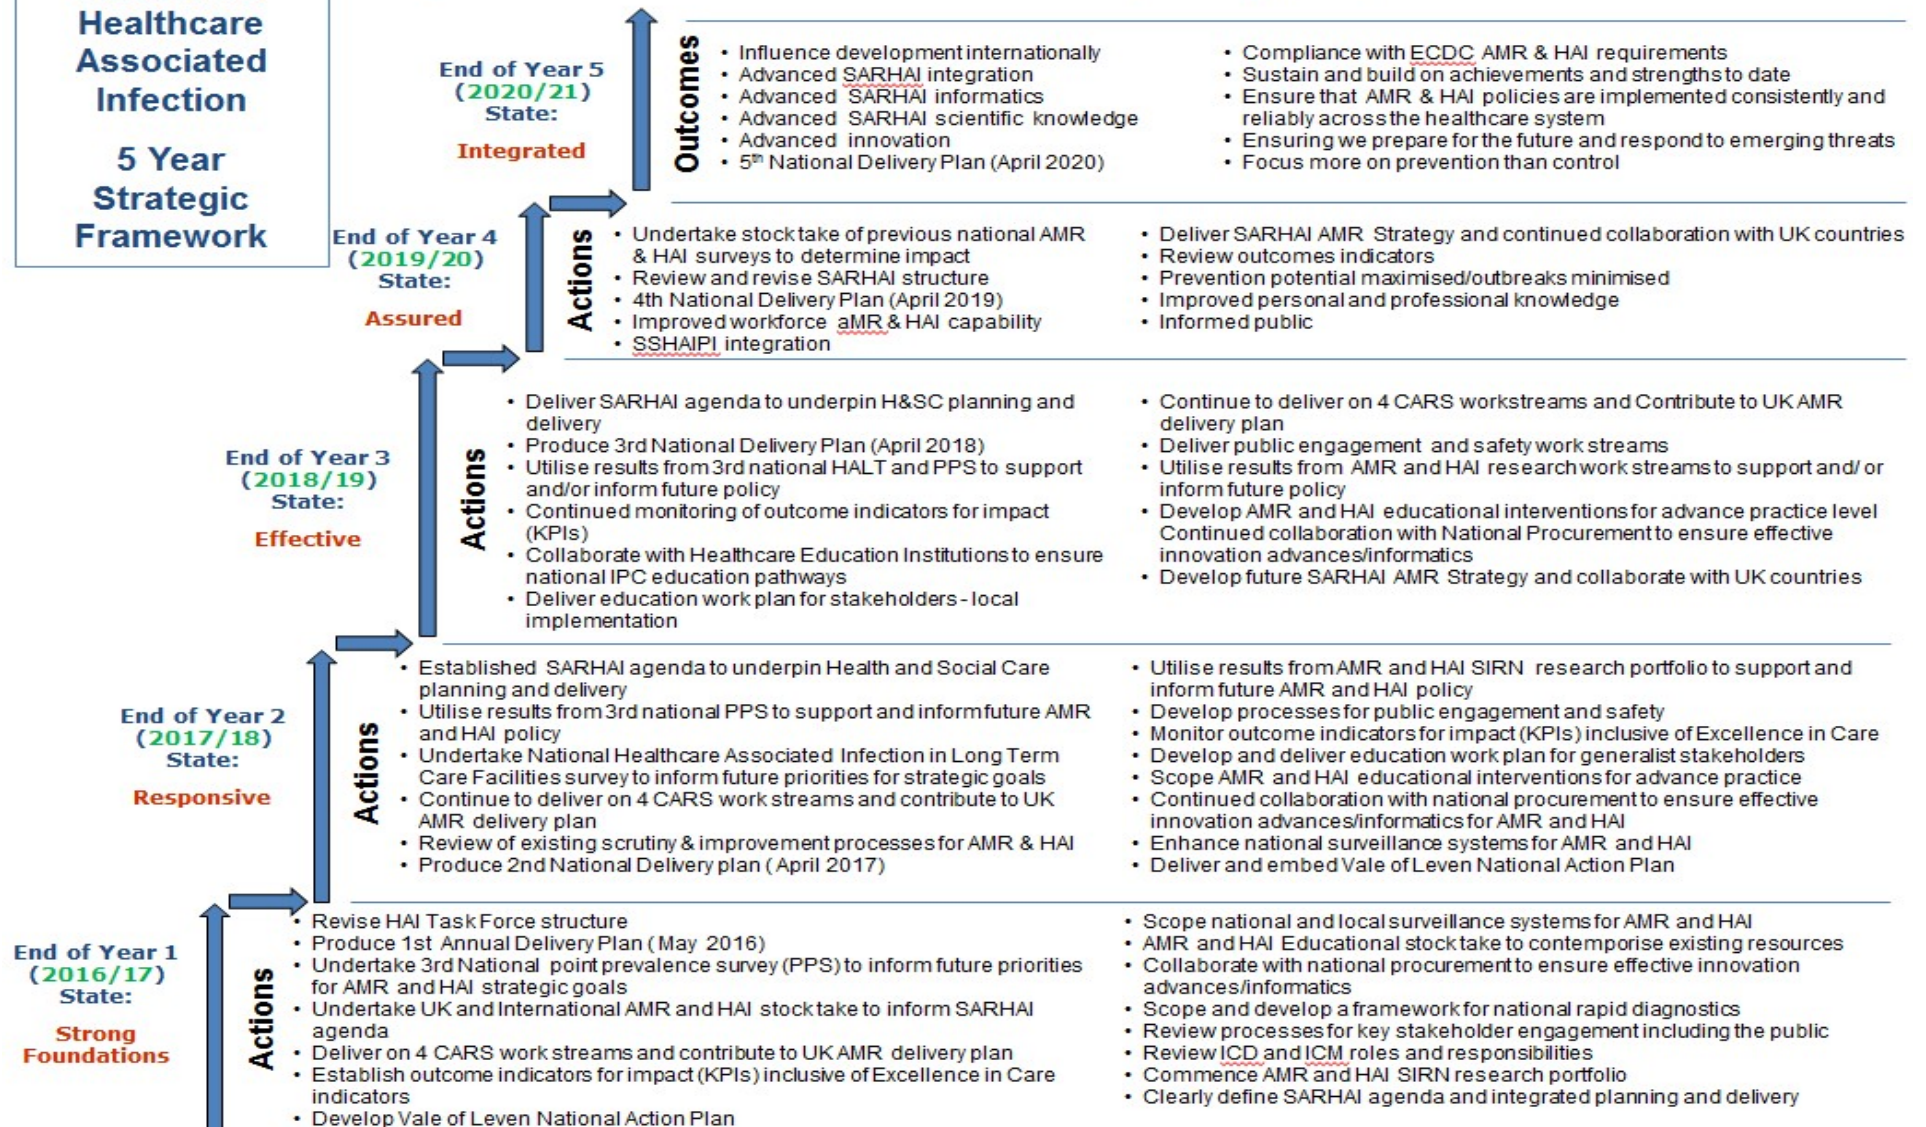 Healthcare
Associated
Infection
5 Year
Strategic
Framework
End of Year 5
(2020/21)
State:
Integrated
Outcomes
• Influence development internationally
• Advanced SARHAI integration
• Advanced SARHAI informatics
• Advanced SARHAI scientific knowledge
• Advanced innovation
• 5th National Delivery Plan (April 2020)
• Compliance with ECDC AMR & HAI requirements
• Sustain and build on achievements and strengths to date
• Ensure that AMR & HAI policies are implemented consistently and
reliably across the healthcare system
• Ensuring we prepare for the future and respond to emerging threats
• Focus more on prevention than control
End of Year 4
(2019/20)
State:
Assured
Actions
• Undertake stock take of previous national AMR
& HAI surveys to determine impact
• Review and revise SARHAI structure
• 4th National Delivery Plan (April 2019)
• Improved workforce aMR & HAI capability
• SSHAIPI integration
• Deliver SARHAI AMR Strategy and continued collaboration with UK countries
• Review outcomes indicators
• Prevention potential maximised/outbreaks minimised
• Improved personal and professional knowledge
• Informed public
End of Year 3
(2018/19)
State:
Effective
Actions
• Deliver SARHAI agenda to underpin H&SC planning and
delivery
• Produce 3rd National Delivery Plan (April 2018)
• Utilise results from 3rd national HALT and PPS to support
and/or inform future policy
• Continued monitoring of outcome indicators for impact
(KPIs)
• Collaborate with Healthcare Education Institutions to ensure
national IPC education pathways
• Deliver education work plan for stakeholders - local
implementation
• Continue to deliver on 4 CARS workstreams and Contribute to UK AMR
delivery plan
• Deliver public engagement and safety work streams
• Utilise results from AMR and HAI research work streams to support and/ or
inform future policy
• Develop AMR and HAI educational interventions for advance practice level
Continued collaboration with National Procurement to ensure effective
innovation advances/informatics
• Develop future SARHAI AMR Strategy and collaborate with UK countries
End of Year 2
(2017/18)
State:
Responsive
Actions
• Established SARHAI agenda to underpin Health and Social Care
planning and delivery
• Utilise results from 3rd national PPS to support and inform future AMR
and HAI policy
• Undertake National Healthcare Associated Infection in Long Term
Care Facilities survey to inform future priorities for strategic goals
• Continue to deliver on 4 CARS work streams and contribute to UK
AMR delivery plan
• Review of existing scrutiny & improvement processes for AMR & HAI
• Produce 2nd National Delivery plan ( April 2017)
• Utilise results from AMR and HAI SIRN research portfolio to support and
inform future AMR and HAI policy
• Develop processes for public engagement and safety
• Monitor outcome indicators for impact (KPIs) inclusive of Excellence in Care
• Develop and deliver education work plan for generalist stakeholders
• Scope AMR and HAI educational interventions for advance practice
• Continued collaboration with national procurement to ensure effective
innovation advances/informatics for AMR and HAI
• Enhance national surveillance systems for AMR and HAI
• Deliver and embed Vale of Leven National Action Plan
End of Year 1
(2016/17)
State:
Strong
Foundations
Actions
• Revise HAI Task Force structure
• Produce 1st Annual Delivery Plan ( May 2016)
• Undertake 3rd National point prevalence survey (PPS) to inform future priorities
for AMR and HAI strategic goals
• Undertake UK and International AMR and HAI stock take to inform SARHAI
agenda
• Deliver on 4 CARS work streams and contribute to UK AMR delivery plan
• Establish outcome indicators for impact (KPIs) inclusive of Excellence in Care
indicators
• Develop Vale of Leven National Action Plan
• Scope national and local surveillance systems for AMR and HAI
• AMR and HAI Educational stock take to contemporise existing resources
• Collaborate with national procurement to ensure effective innovation
advances/informatics
• Scope and develop a framework for national rapid diagnostics
• Review processes for key stakeholder engagement including the public
• Review ICD and ICM roles and responsibilities
• Commence AMR and HAI SIRN research portfolio
• Clearly define SARHAI agenda and integrated planning and delivery